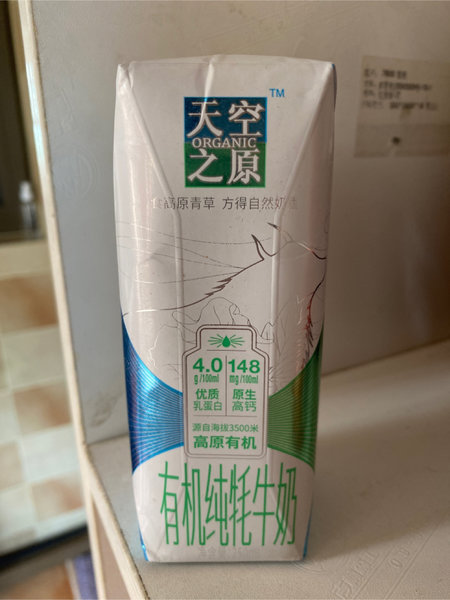 天空
ORGANIC
之原
TM
高原青草 方得自然奶
4.0 148
g/100ml mg/100ml
优质 原生
乳蛋白 高钙
源自海拔3500米
高原有机
有机纯牦牛奶